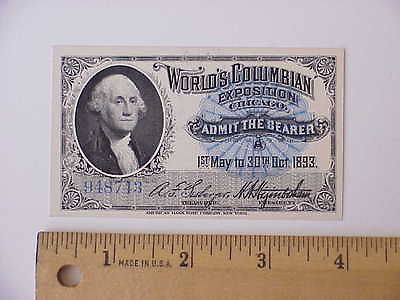 WORLD'S COLUMBIAN
EXPOSITION
CHICAGO.
ADMIT THE BEARER
A
1ST May to 30TH Oct 1893.
948713
TREASURER. PRESIDENT.
AMERICAN BANK NOTE COMPANY, NEW YORK.
1 2 3 4
MADE IN U.S.A.